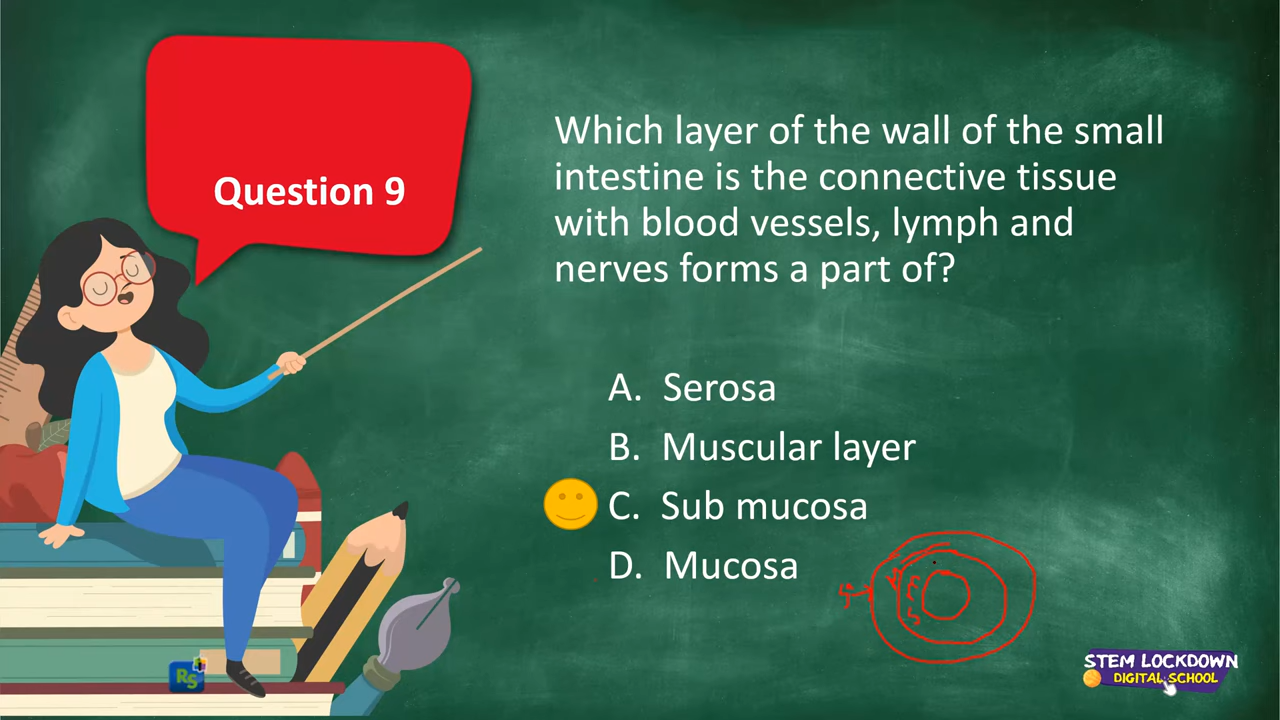 Question 9
Which layer of the wall of the small
intestine is the connective tissue
with blood vessels, lymph and
nerves forms a part of?
A. Serosa
B. Muscular layer
C. Sub mucosa
D. Mucosa
RS
STEM LOCKDOWN
DIGITAL SCHOOL